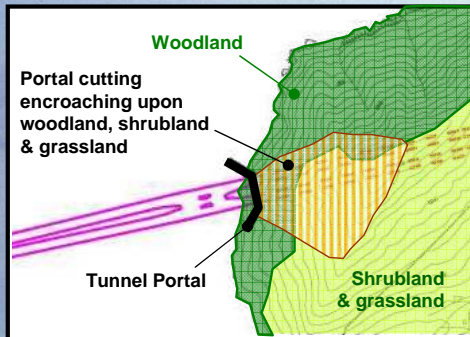 Woodland
Portal cutting
encroaching upon
woodland, shrubland
& grassland
Tunnel Portal
Shrubland
& grassland